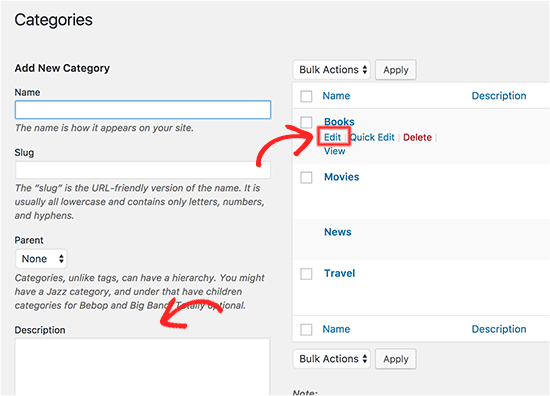 Categories
Add New Category
Name
The name is how it appears on your site.
Slug
The “slug” is the URL-friendly version of the name. It is
usually all lowercase and contains only letters, numbers,
and hyphens.
Parent
None
Categories, unlike tags, can have a hierarchy. You might
have a Jazz category, and under that have children
categories for Bebop and Big Band. Totally optional.
Description
Bulk Actions Apply
Name Description
Books
Edit | Quick Edit | Delete |
View
Movies
News
Travel
Name Description
Bulk Actions Apply
Note: